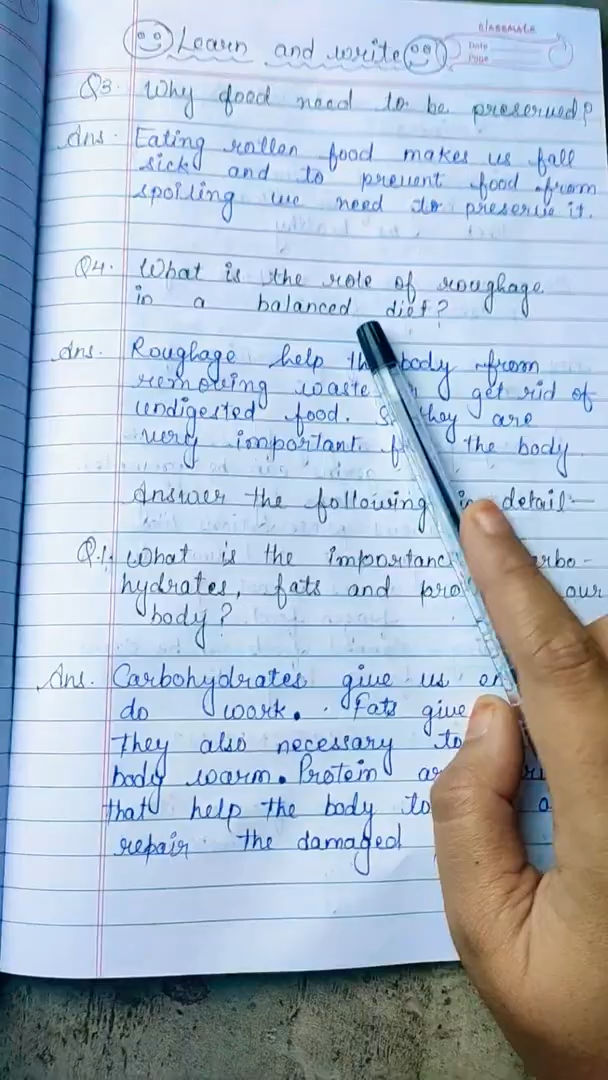 classmate
Date
Page
Learn and write
Q3. Why food need to be preserved?
Ans. Eating rotten food makes us fall
sick and to prevent food from
spoiling we need do preserve it.
Q4. What is the role of roughage
in a balanced diet?
Ans. Roughage help the body from
removing waste get rid of
undigested food. So they are
very important the body
Answer the following in detail-
Q.1. What is the
hydrates, fats and our
body?
Ans. Carbohydrates give us
do work. Fats give
They also necessary to
body warm. Protein
that help the body to
repair the damaged